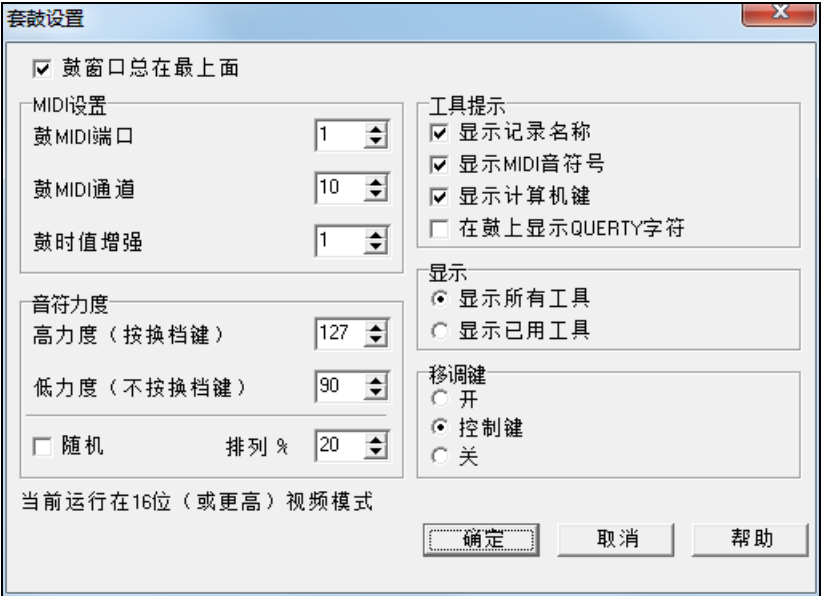 套鼓设置
鼓窗口总在最上面
MIDI设置
鼓MIDI端口 1
鼓MIDI通道 10
鼓时值增强 1
音符力度
高力度（按换档键） 127
低力度（不按换档键） 90
随机 排列％ 20
工具提示
显示记录名称
显示MIDI音符号
显示计算机键
在鼓上显示QUERTY字符
显示
显示所有工具
显示已用工具
移调键
开
控制键
关
当前运行在16位（或更高）视频模式
确定 取消 帮助